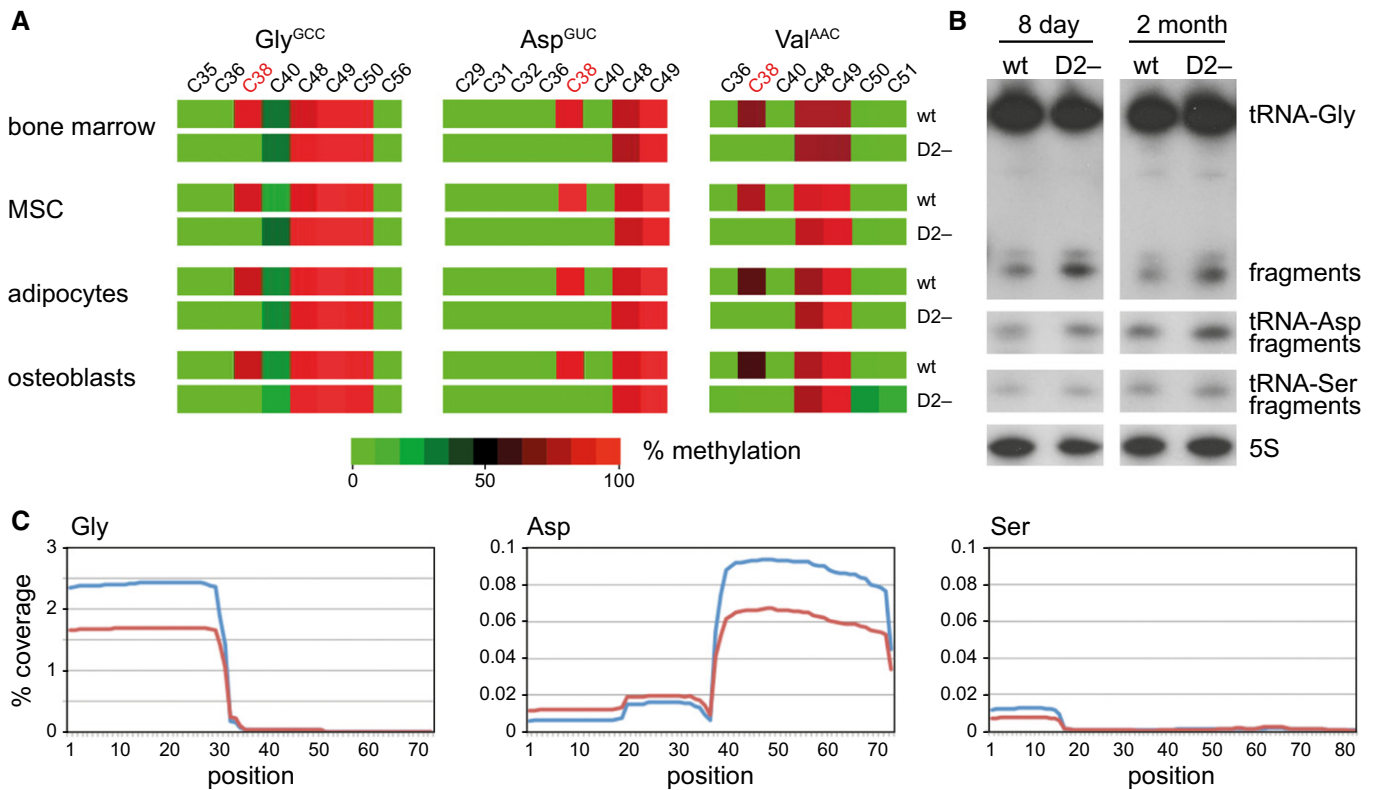 A
Gly^GCC
Asp^GUC
Val^AAC
C35 C36 C38 C40 C48 C49 C50 C56
C29 C31 C32 C36 C38 C40 C48 C49
C36 C38 C40 C48 C49 C50 C51
bone marrow
wt
D2–
MSC
wt
D2–
adipocytes
wt
D2–
osteoblasts
wt
D2–
0 50 100
% methylation
B
8 day 2 month
wt D2– wt D2–
tRNA-Gly
fragments
tRNA-Asp
fragments
tRNA-Ser
fragments
5S
C
Gly
% coverage
3
2
1
0
1 10 20 30 40 50 60 70
position
Asp
0.1
0.08
0.06
0.04
0.02
0
1 10 20 30 40 50 60 70
position
Ser
0.1
0.08
0.06
0.04
0.02
0
1 10 20 30 40 50 60 70 80
position